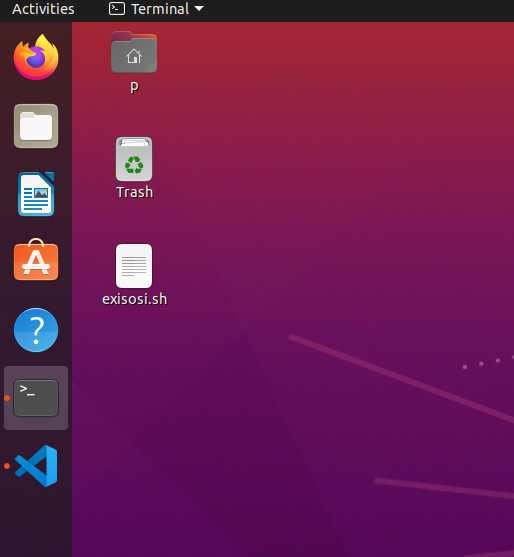 Activities
Terminal
p
Trash
exisosi.sh